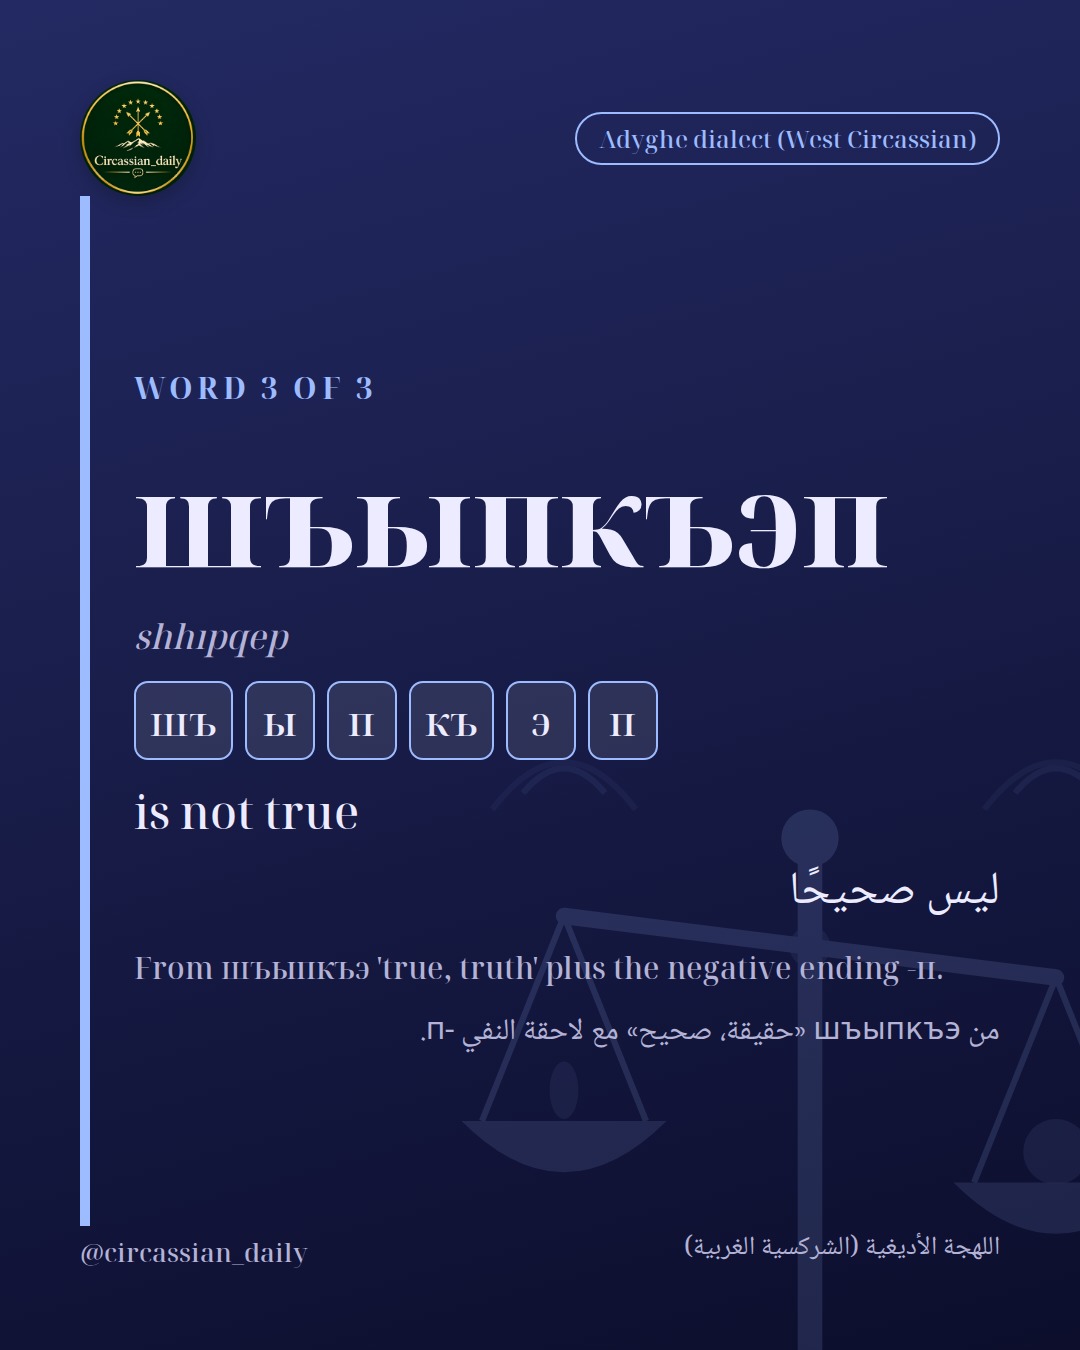 Circassian_daily
Adyghe dialect (West Circassian)
WORD 3 OF 3
шъыпкъэп
shhıpqep
шъ ы п къ э п
is not true
ليس صحيحًا
From шъыпкъэ 'true, truth' plus the negative ending -п.
من шъыпкъэ «حقيقة، صحيح» مع لاحقة النفي -п.
@circassian_daily
اللهجة الأديغية (الشركسية الغربية)